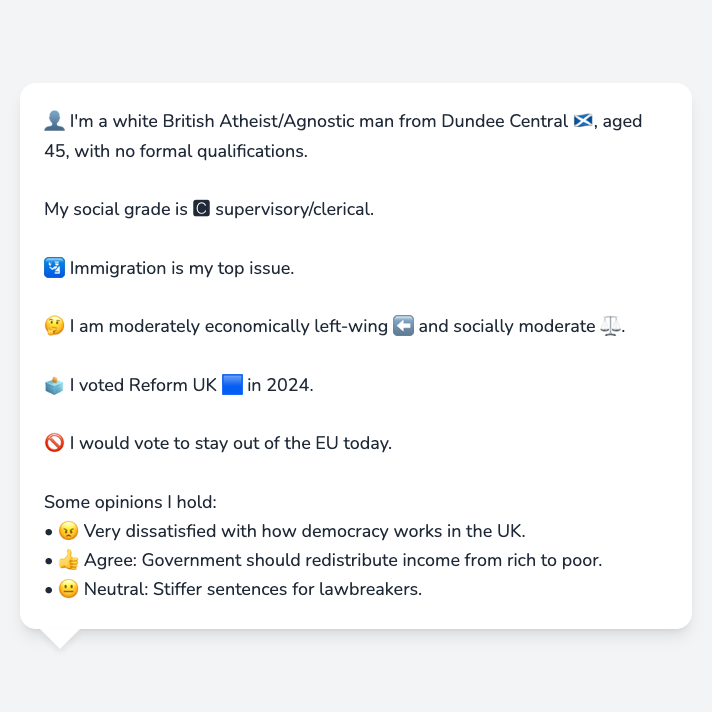 👤 I'm a white British Atheist/Agnostic man from Dundee Central 🏴󠁧󠁢󠁳󠁣󠁴󠁿, aged
45, with no formal qualifications.
My social grade is 🅲 supervisory/clerical.
🛂 Immigration is my top issue.
🤔 I am moderately economically left-wing ⬅️ and socially moderate ⚖️.
🗳️ I voted Reform UK 🟦 in 2024.
🚫 I would vote to stay out of the EU today.
Some opinions I hold:
• 😠 Very dissatisfied with how democracy works in the UK.
• 👍 Agree: Government should redistribute income from rich to poor.
• 😐 Neutral: Stiffer sentences for lawbreakers.